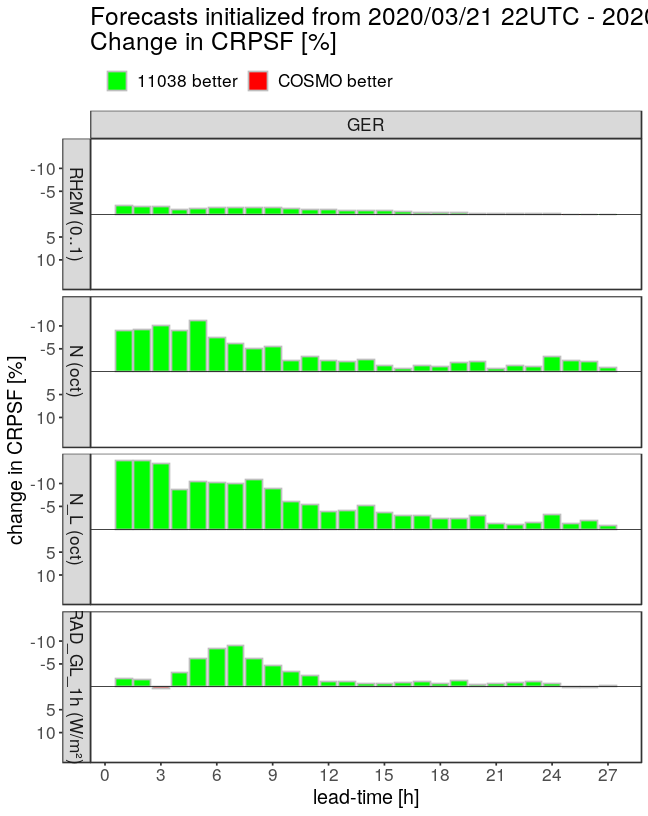 Forecasts initialized from 2020/03/21 22UTC - 2020
Change in CRPSF [%]
11038 better
COSMO better
GER
change in CRPSF [%]
RH2M (0..1)
-10
-5
5
10
N (oct)
-10
-5
5
10
N_L (oct)
-10
-5
5
10
RAD_GL_1h (W/m²)
-10
-5
5
10
0 3 6 9 12 15 18 21 24 27
lead-time [h]